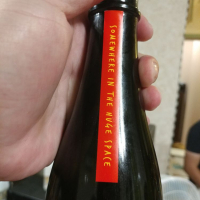 SOMEWHERE IN THE HUGE SPACE